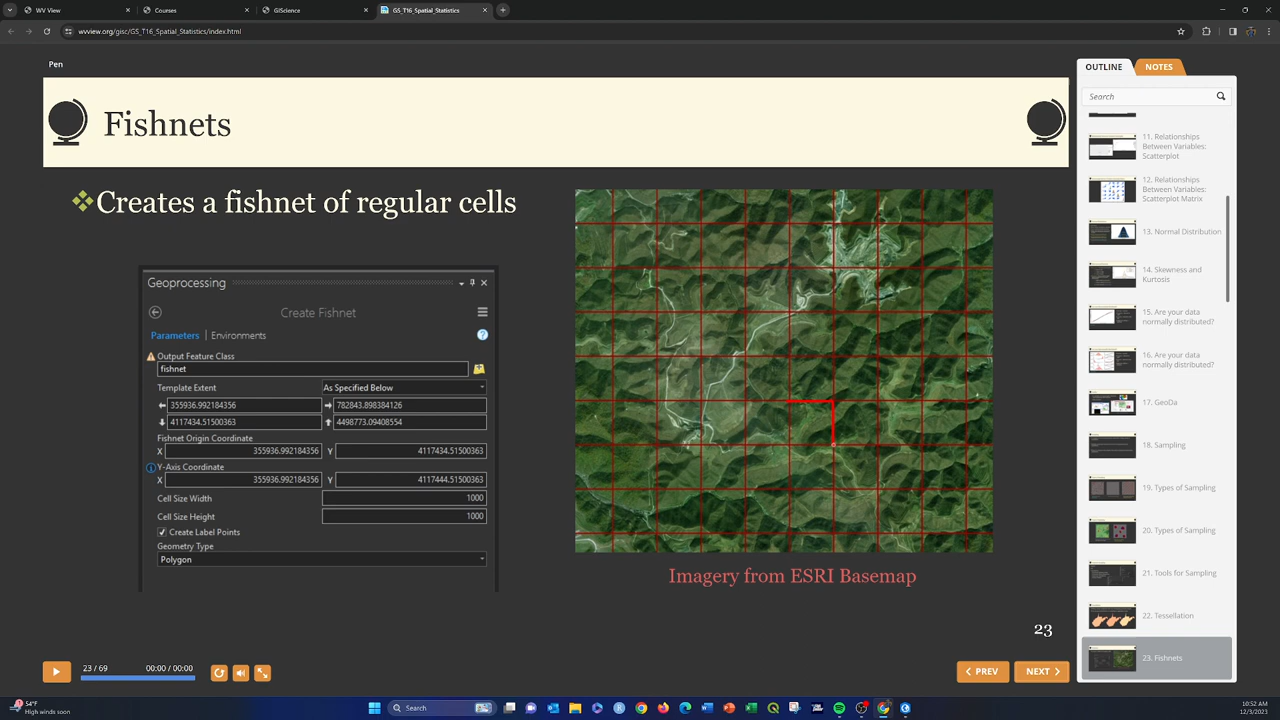 WV View
Courses
GIScience
GS_T16_Spatial_Statistics
wvview.org/gisc/GS_T16_Spatial_Statistics/index.html
Pen
Fishnets
Creates a fishnet of regular cells
Geoprocessing
Create Fishnet
Parameters | Environments
Output Feature Class
fishnet
Template Extent As Specified Below
355936.992184356 782843.898384126
4117434.51500363 4498773.09408554
Fishnet Origin Coordinate
X 355936.992184356 Y 4117434.51500363
Y-Axis Coordinate
X 355936.992184356 Y 4117444.51500363
Cell Size Width 1000
Cell Size Height 1000
Create Label Points
Geometry Type
Polygon
Imagery from ESRI Basemap
23
23 / 69 00:00 / 00:00
PREV
NEXT
OUTLINE
NOTES
Search
11. Relationships
Between Variables:
Scatterplot
12. Relationships
Between Variables:
Scatterplot Matrix
13. Normal Distribution
14. Skewness and
Kurtosis
15. Are your data
normally distributed?
16. Are your data
normally distributed?
17. GeoDa
18. Sampling
19. Types of Sampling
20. Types of Sampling
21. Tools for Sampling
22. Tessellation
23. Fishnets
54°F
High winds soon
Search
10:52 AM
12/3/2023